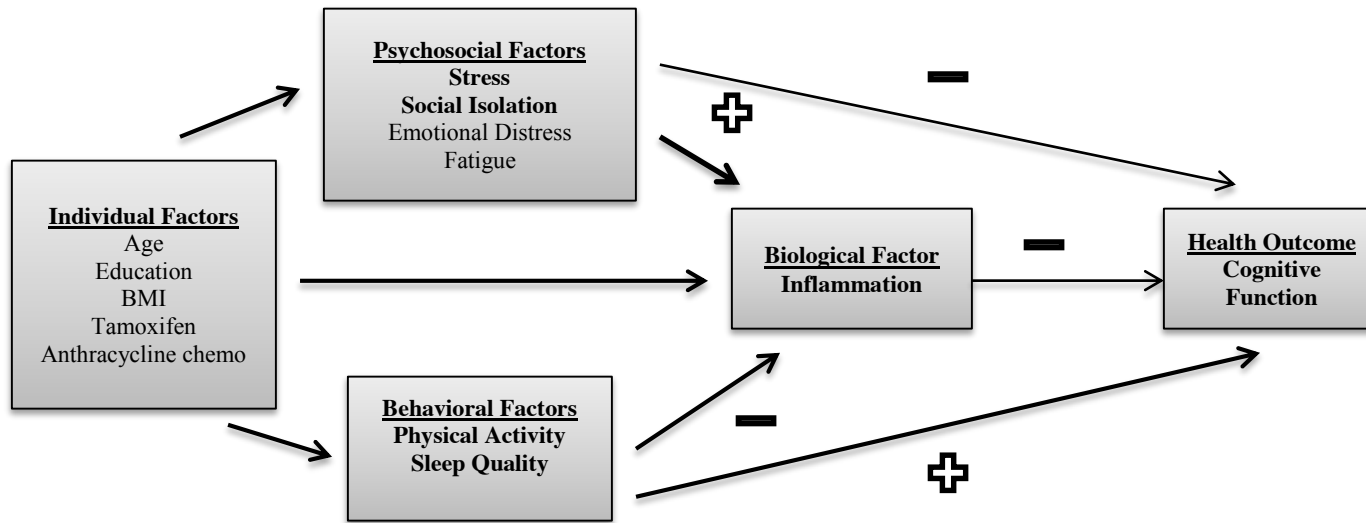 Psychosocial Factors
Stress
Social Isolation
Emotional Distress
Fatigue
Individual Factors
Age
Education
BMI
Tamoxifen
Anthracycline chemo
Biological Factor
Inflammation
Health Outcome
Cognitive
Function
Behavioral Factors
Physical Activity
Sleep Quality